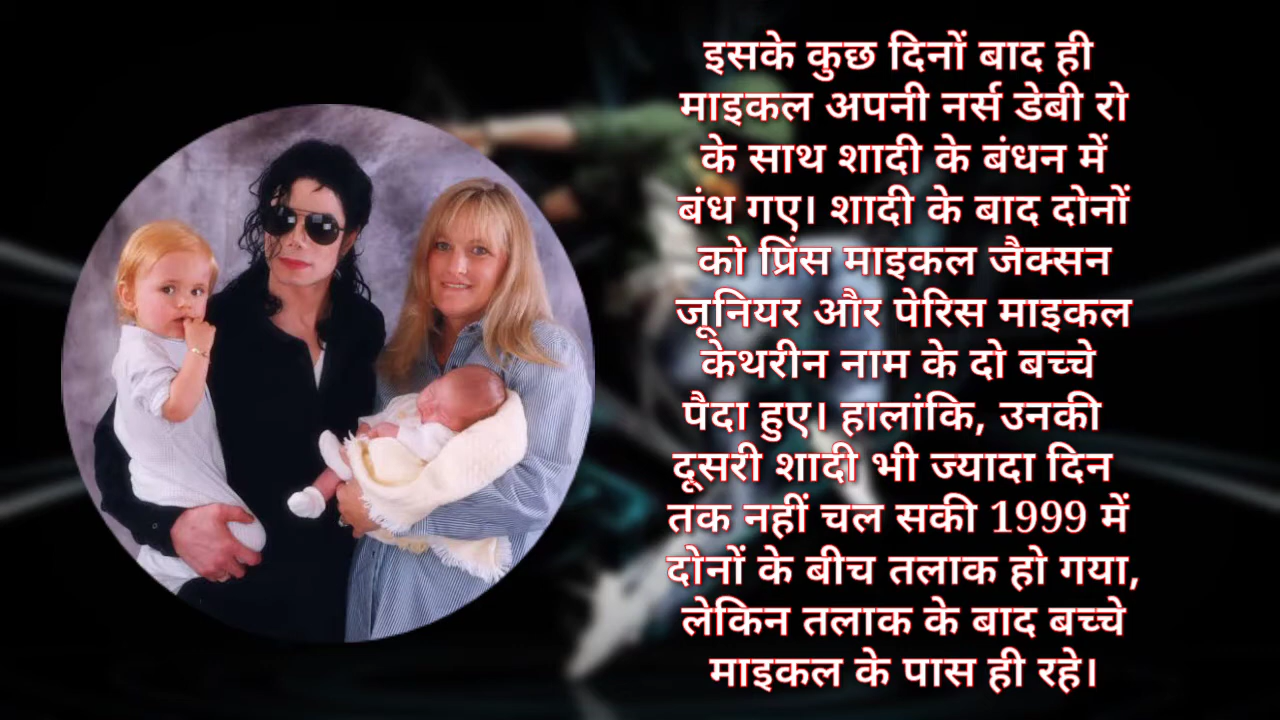 इसके कुछ दिनों बाद ही
माइकल अपनी नर्स डेबी रो
के साथ शादी के बंधन में
बंध गए। शादी के बाद दोनों
को प्रिंस माइकल जैक्सन
जूनियर और पेरिस माइकल
केथरीन नाम के दो बच्चे
पैदा हुए। हालांकि, उनकी
दूसरी शादी भी ज्यादा दिन
तक नहीं चल सकी 1999 में
दोनों के बीच तलाक हो गया,
लेकिन तलाक के बाद बच्चे
माइकल के पास ही रहे।